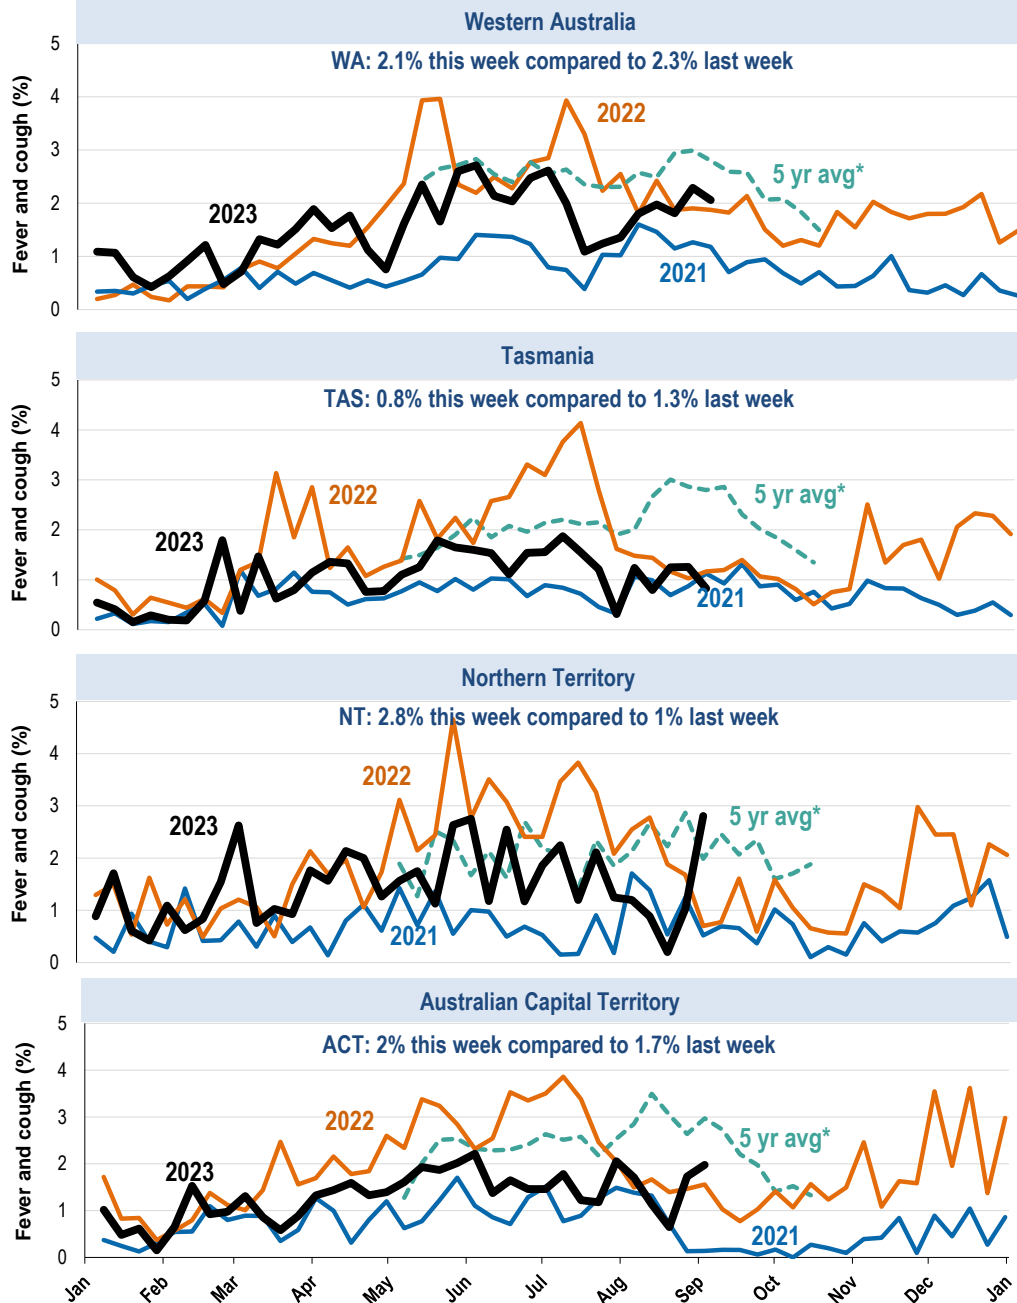 Western Australia
5
WA: 2.1% this week compared to 2.3% last week
4
2022
3
5 yr avg*
2023
2
1
2021
0
Fever and cough (%)
Tasmania
5
TAS: 0.8% this week compared to 1.3% last week
4
3
2022
5 yr avg*
2023
2
1
2021
0
Fever and cough (%)
Northern Territory
5
NT: 2.8% this week compared to 1% last week
4
2022
3
2023
5 yr avg*
2
1
2021
0
Fever and cough (%)
Australian Capital Territory
5
ACT: 2% this week compared to 1.7% last week
4
3
2022
5 yr avg*
2
2023
1
2021
0
Fever and cough (%)
Jan Feb Mar Apr May Jun Jul Aug Sep Oct Nov Dec Jan